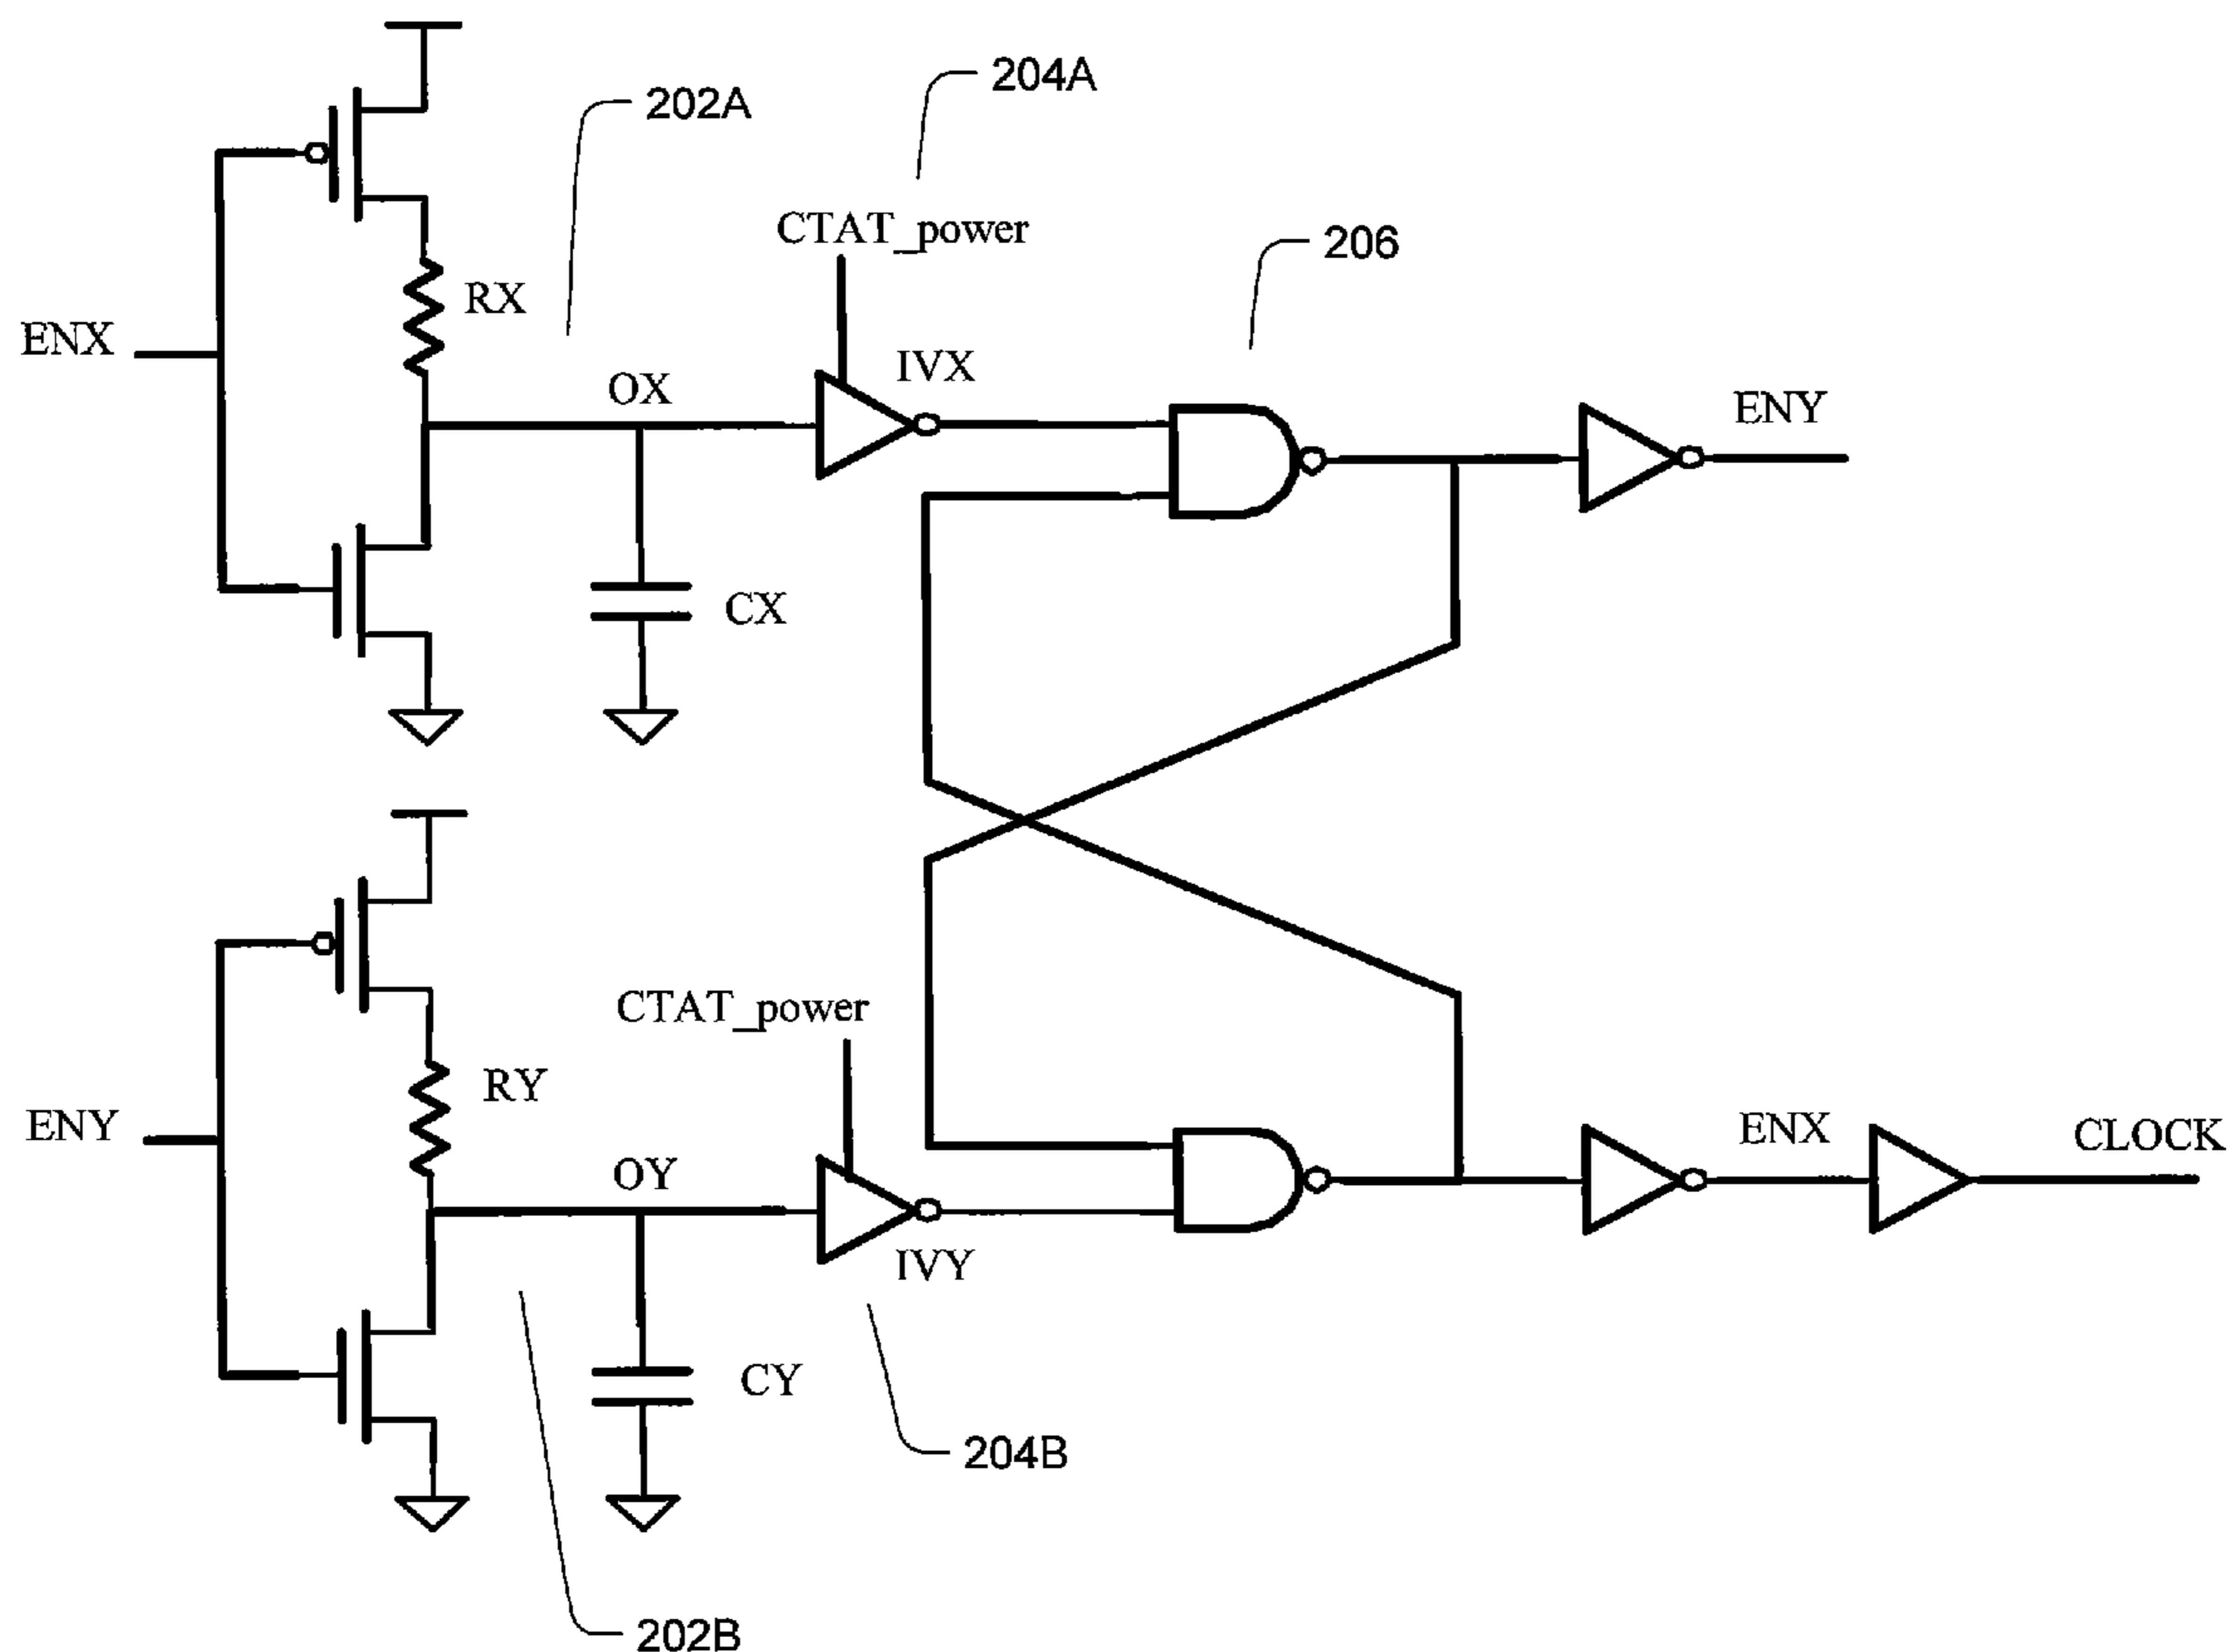 204A
202A
CTAT_power
206
RX
ENX
IVX
OX
ENY
CX
CTAT_power
RY
ENY
ENX
CLOCK
OY
IVY
CY
204B
202B